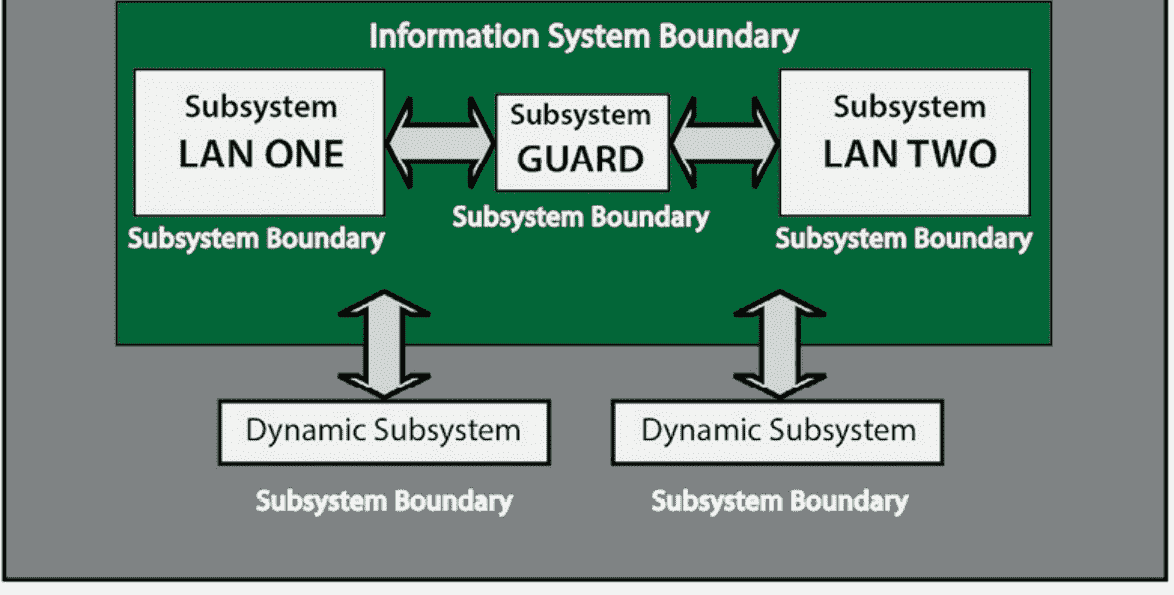 Information System Boundary
Subsystem
LAN ONE
Subsystem
GUARD
Subsystem
LAN TWO
Subsystem Boundary
Subsystem Boundary
Subsystem Boundary
Dynamic Subsystem
Dynamic Subsystem
Subsystem Boundary
Subsystem Boundary